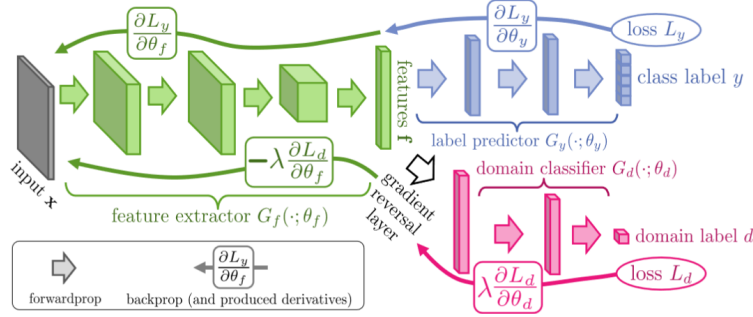 ∂L_y/∂θ_f
∂L_y/∂θ_y
loss L_y
features f
class label y
label predictor G_y(·; θ_y)
input x
−λ ∂L_d/∂θ_f
feature extractor G_f(·; θ_f)
gradient
reversal
layer
domain classifier G_d(·; θ_d)
domain label d
λ ∂L_d/∂θ_d
loss L_d
∂L_y/∂θ_f
forwardprop
backprop (and produced derivatives)